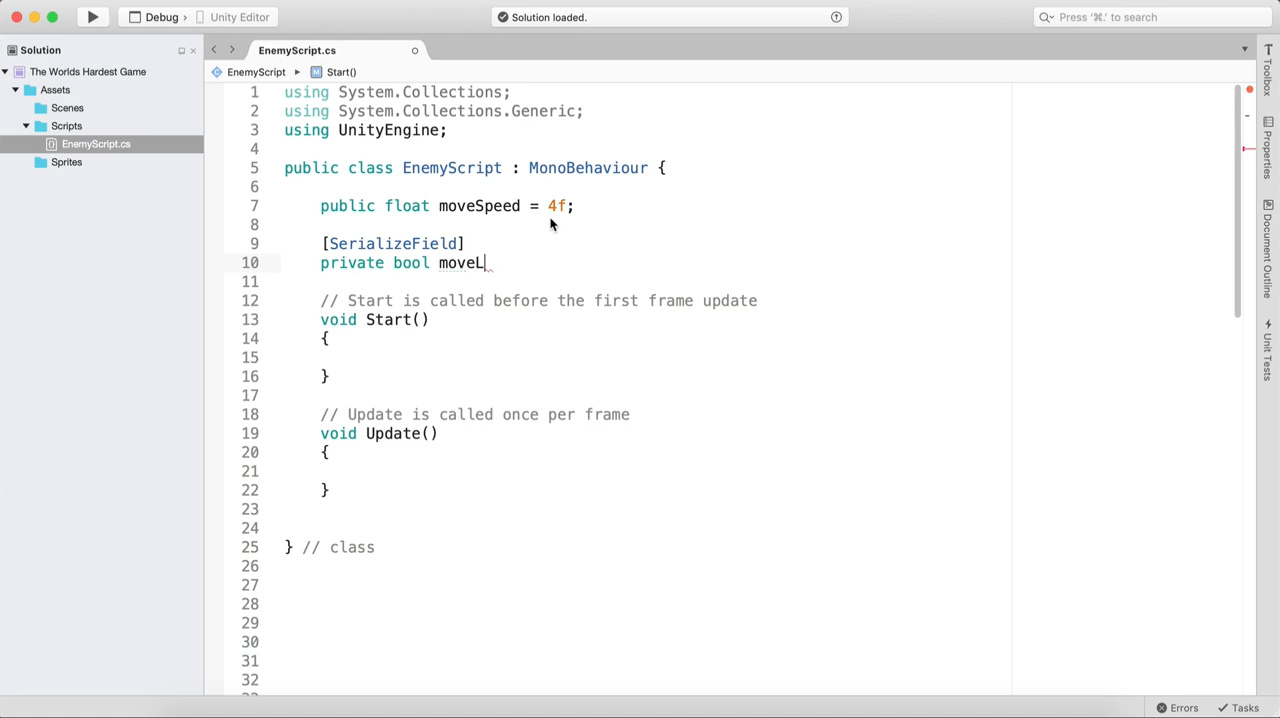 Debug › Unity Editor
Solution loaded.
Press '⌘.' to search
Solution
The Worlds Hardest Game
Assets
Scenes
Scripts
EnemyScript.cs
Sprites
EnemyScript.cs
EnemyScript ▸ M Start()
1 using System.Collections;
2 using System.Collections.Generic;
3 using UnityEngine;
4
5 public class EnemyScript : MonoBehaviour {
6
7 public float moveSpeed = 4f;
8
9 [SerializeField]
10 private bool moveL
11
12 // Start is called before the first frame update
13 void Start()
14 {
15
16 }
17
18 // Update is called once per frame
19 void Update()
20 {
21
22 }
23
24
25 } // class
26
27
28
29
30
31
32
Toolbox
Properties
Document Outline
Unit Tests
Errors
Tasks